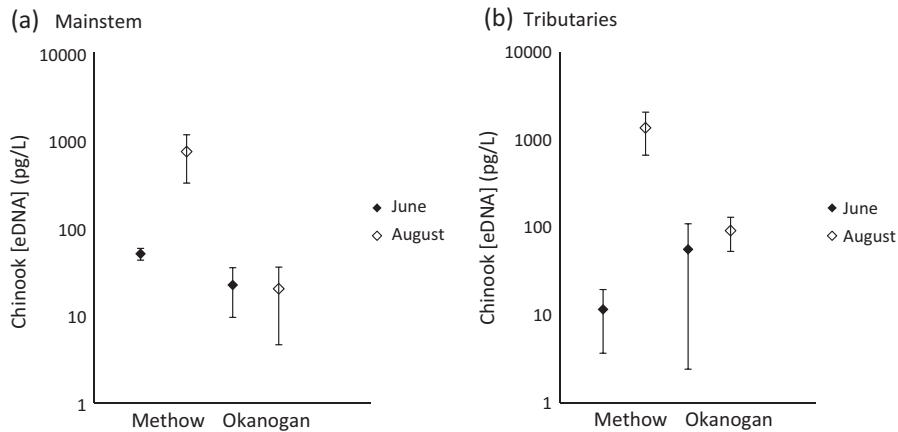 (a) Mainstem
Chinook [eDNA] (pg/L)
10000
1000
100
10
1
Methow Okanogan
June
August
(b) Tributaries
Chinook [eDNA] (pg/L)
10000
1000
100
10
1
Methow Okanogan
June
August